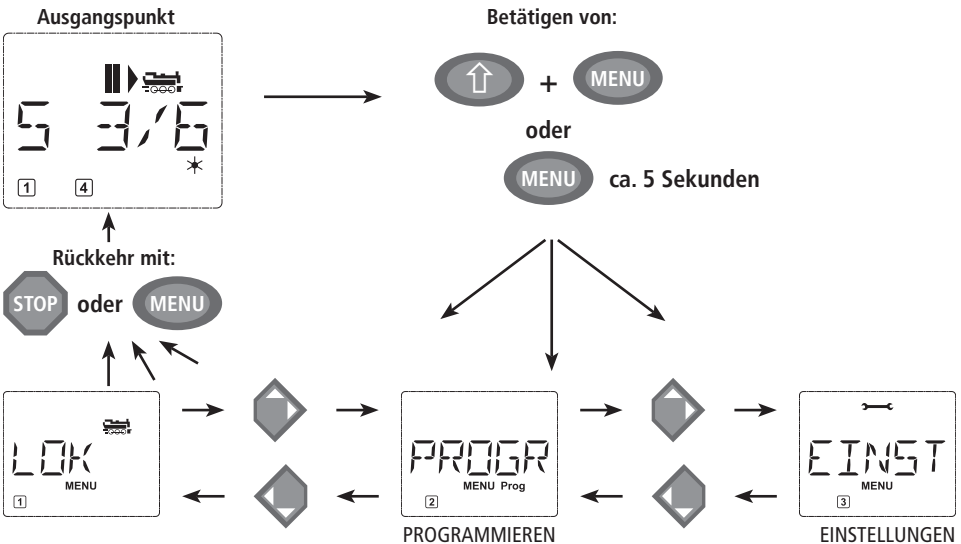 Ausgangspunkt
Betätigen von:
5 3/6
1 4
+ MENU
oder
MENU ca. 5 Sekunden
Rückkehr mit:
STOP oder MENU
LOK
MENU
1
PROGR
MENU Prog
2
PROGRAMMIEREN
EINST
MENU
3
EINSTELLUNGEN